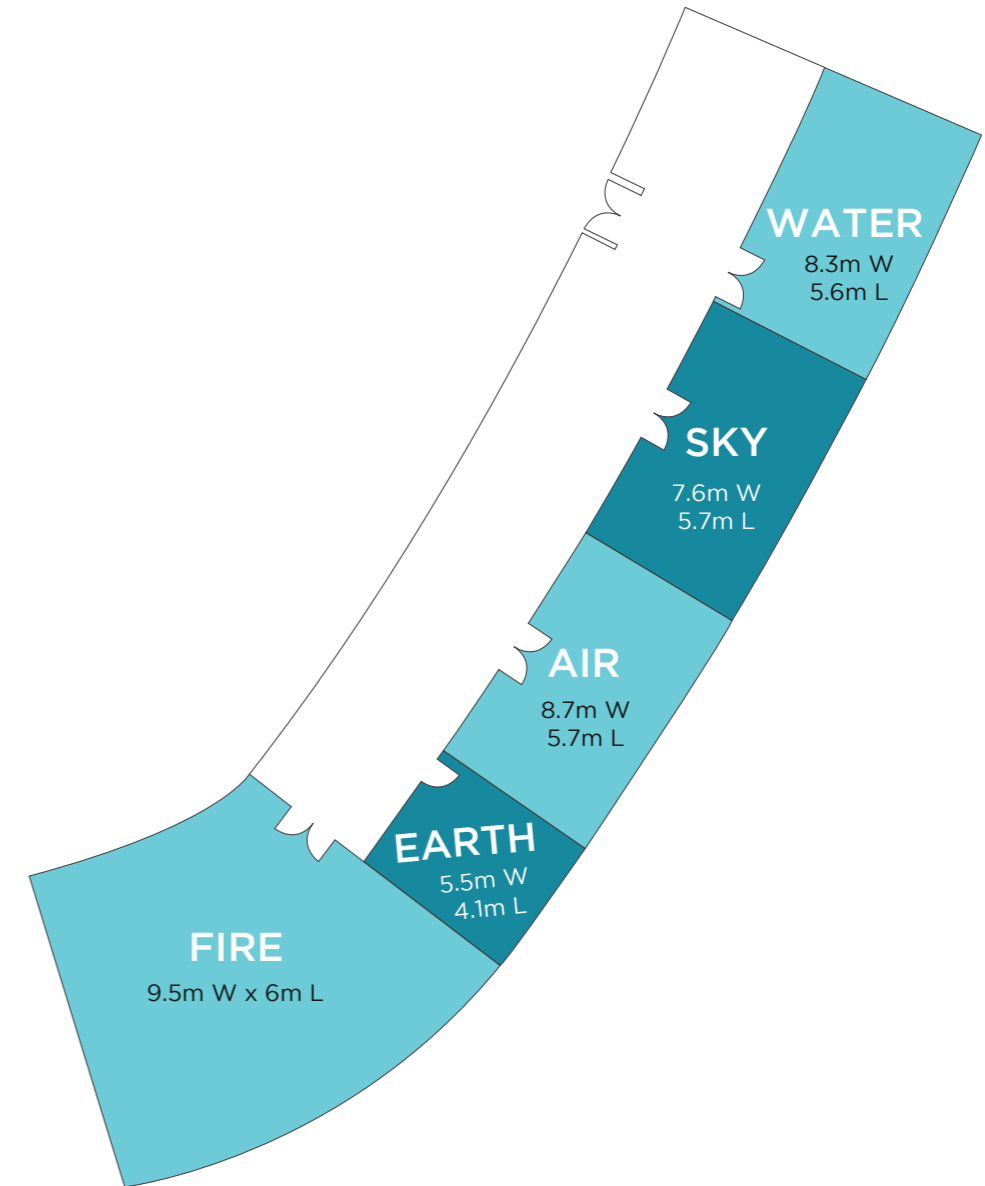 WATER
8.3m W
5.6m L
SKY
7.6m W
5.7m L
AIR
8.7m W
5.7m L
EARTH
5.5m W
4.1m L
FIRE
9.5m W x 6m L